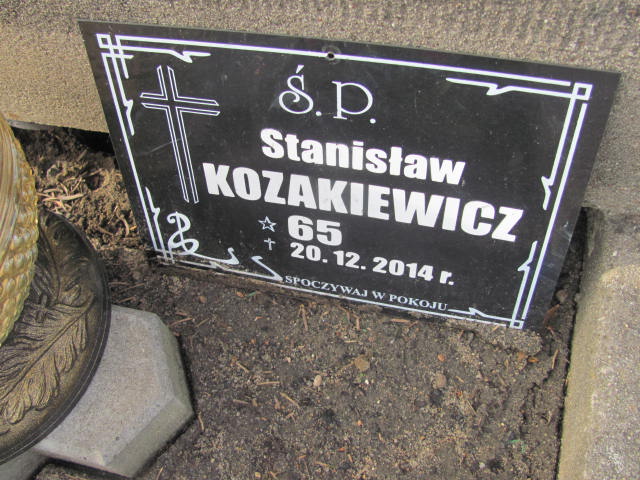 Ś.P.
Stanisław
KOZAKIEWICZ
65
20. 12. 2014 r.
SPOCZYWAJ W POKOJU